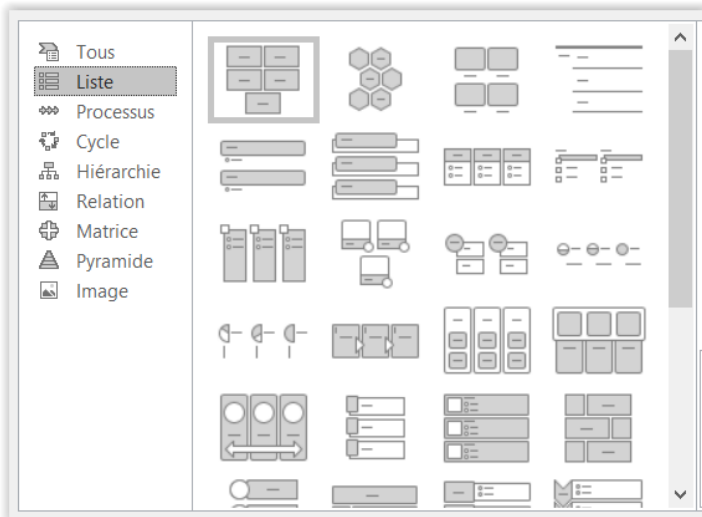 Tous
Liste
Processus
Cycle
Hiérarchie
Relation
Matrice
Pyramide
Image